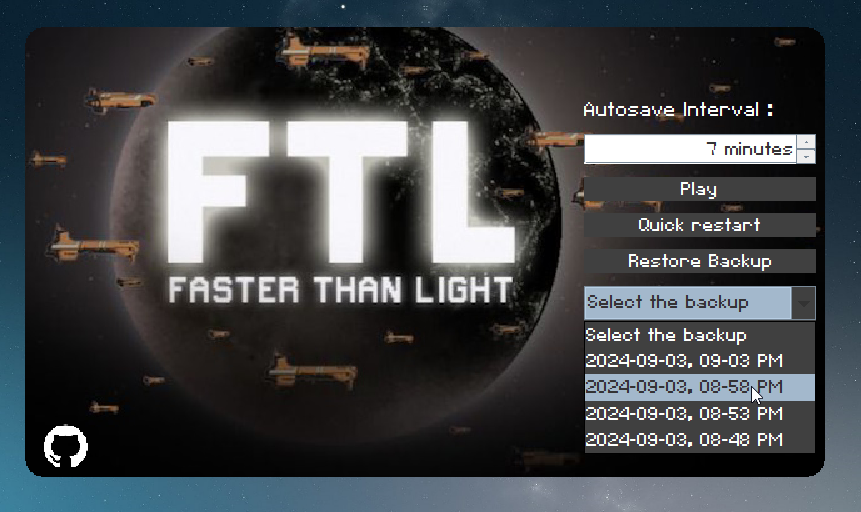 FTL
FASTER THAN LIGHT
Autosave Interval :
7 minutes
Play
Quick restart
Restore Backup
Select the backup
Select the backup
2024-09-03, 09-03 PM
2024-09-03, 08-58 PM
2024-09-03, 08-53 PM
2024-09-03, 08-48 PM